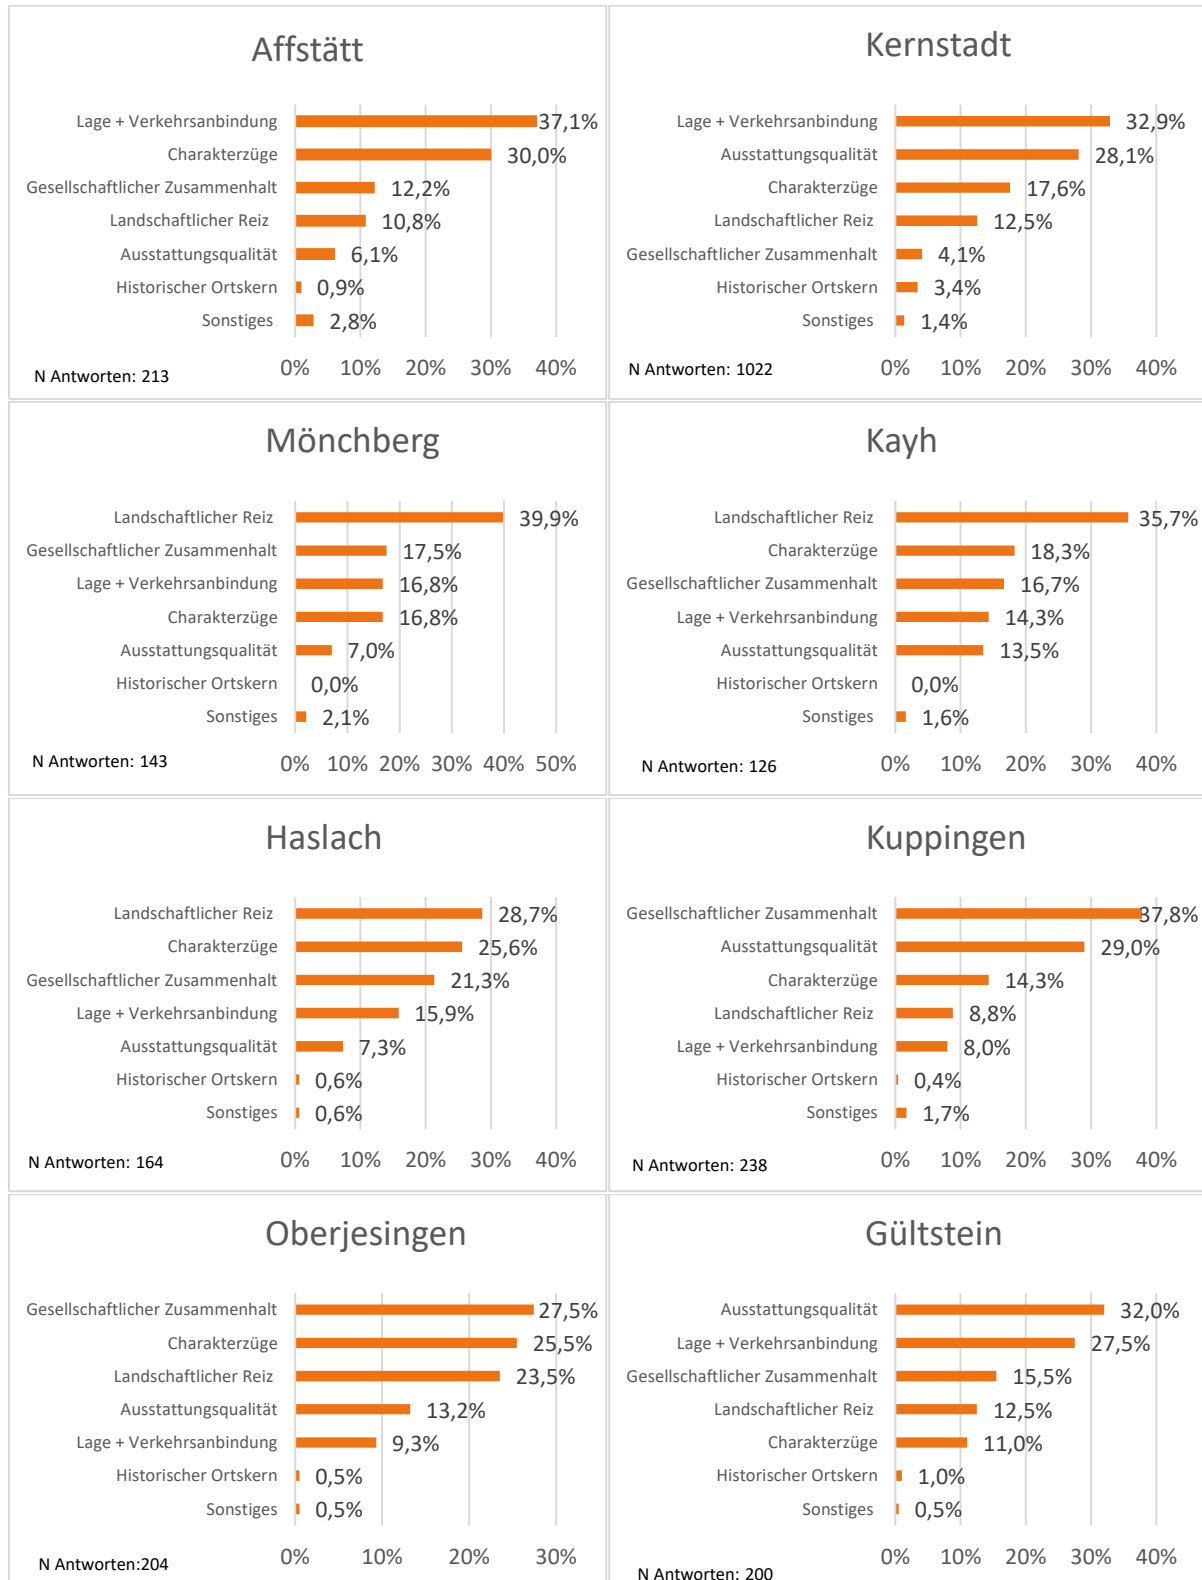 Affstätt
Lage + Verkehrsanbindung 37,1%
Charakterzüge 30,0%
Gesellschaftlicher Zusammenhalt 12,2%
Landschaftlicher Reiz 10,8%
Ausstattungsqualität 6,1%
Historischer Ortskern 0,9%
Sonstiges 2,8%
0% 10% 20% 30% 40%
N Antworten: 213
Kernstadt
Lage + Verkehrsanbindung 32,9%
Ausstattungsqualität 28,1%
Charakterzüge 17,6%
Landschaftlicher Reiz 12,5%
Gesellschaftlicher Zusammenhalt 4,1%
Historischer Ortskern 3,4%
Sonstiges 1,4%
0% 10% 20% 30% 40%
N Antworten: 1022
Mönchberg
Landschaftlicher Reiz 39,9%
Gesellschaftlicher Zusammenhalt 17,5%
Lage + Verkehrsanbindung 16,8%
Charakterzüge 16,8%
Ausstattungsqualität 7,0%
Historischer Ortskern 0,0%
Sonstiges 2,1%
N Antworten: 143
0% 10% 20% 30% 40% 50%
Kayh
Landschaftlicher Reiz 35,7%
Charakterzüge 18,3%
Gesellschaftlicher Zusammenhalt 16,7%
Lage + Verkehrsanbindung 14,3%
Ausstattungsqualität 13,5%
Historischer Ortskern 0,0%
Sonstiges 1,6%
0% 10% 20% 30% 40%
N Antworten: 126
Haslach
Landschaftlicher Reiz 28,7%
Charakterzüge 25,6%
Gesellschaftlicher Zusammenhalt 21,3%
Lage + Verkehrsanbindung 15,9%
Ausstattungsqualität 7,3%
Historischer Ortskern 0,6%
Sonstiges 0,6%
N Antworten: 164
0% 10% 20% 30% 40%
Kuppingen
Gesellschaftlicher Zusammenhalt 37,8%
Ausstattungsqualität 29,0%
Charakterzüge 14,3%
Landschaftlicher Reiz 8,8%
Lage + Verkehrsanbindung 8,0%
Historischer Ortskern 0,4%
Sonstiges 1,7%
0% 10% 20% 30% 40%
N Antworten: 238
Oberjesingen
Gesellschaftlicher Zusammenhalt 27,5%
Charakterzüge 25,5%
Landschaftlicher Reiz 23,5%
Ausstattungsqualität 13,2%
Lage + Verkehrsanbindung 9,3%
Historischer Ortskern 0,5%
Sonstiges 0,5%
0% 10% 20% 30%
N Antworten:204
Gültstein
Ausstattungsqualität 32,0%
Lage + Verkehrsanbindung 27,5%
Gesellschaftlicher Zusammenhalt 15,5%
Landschaftlicher Reiz 12,5%
Charakterzüge 11,0%
Historischer Ortskern 1,0%
Sonstiges 0,5%
0% 10% 20% 30% 40%
N Antworten: 200